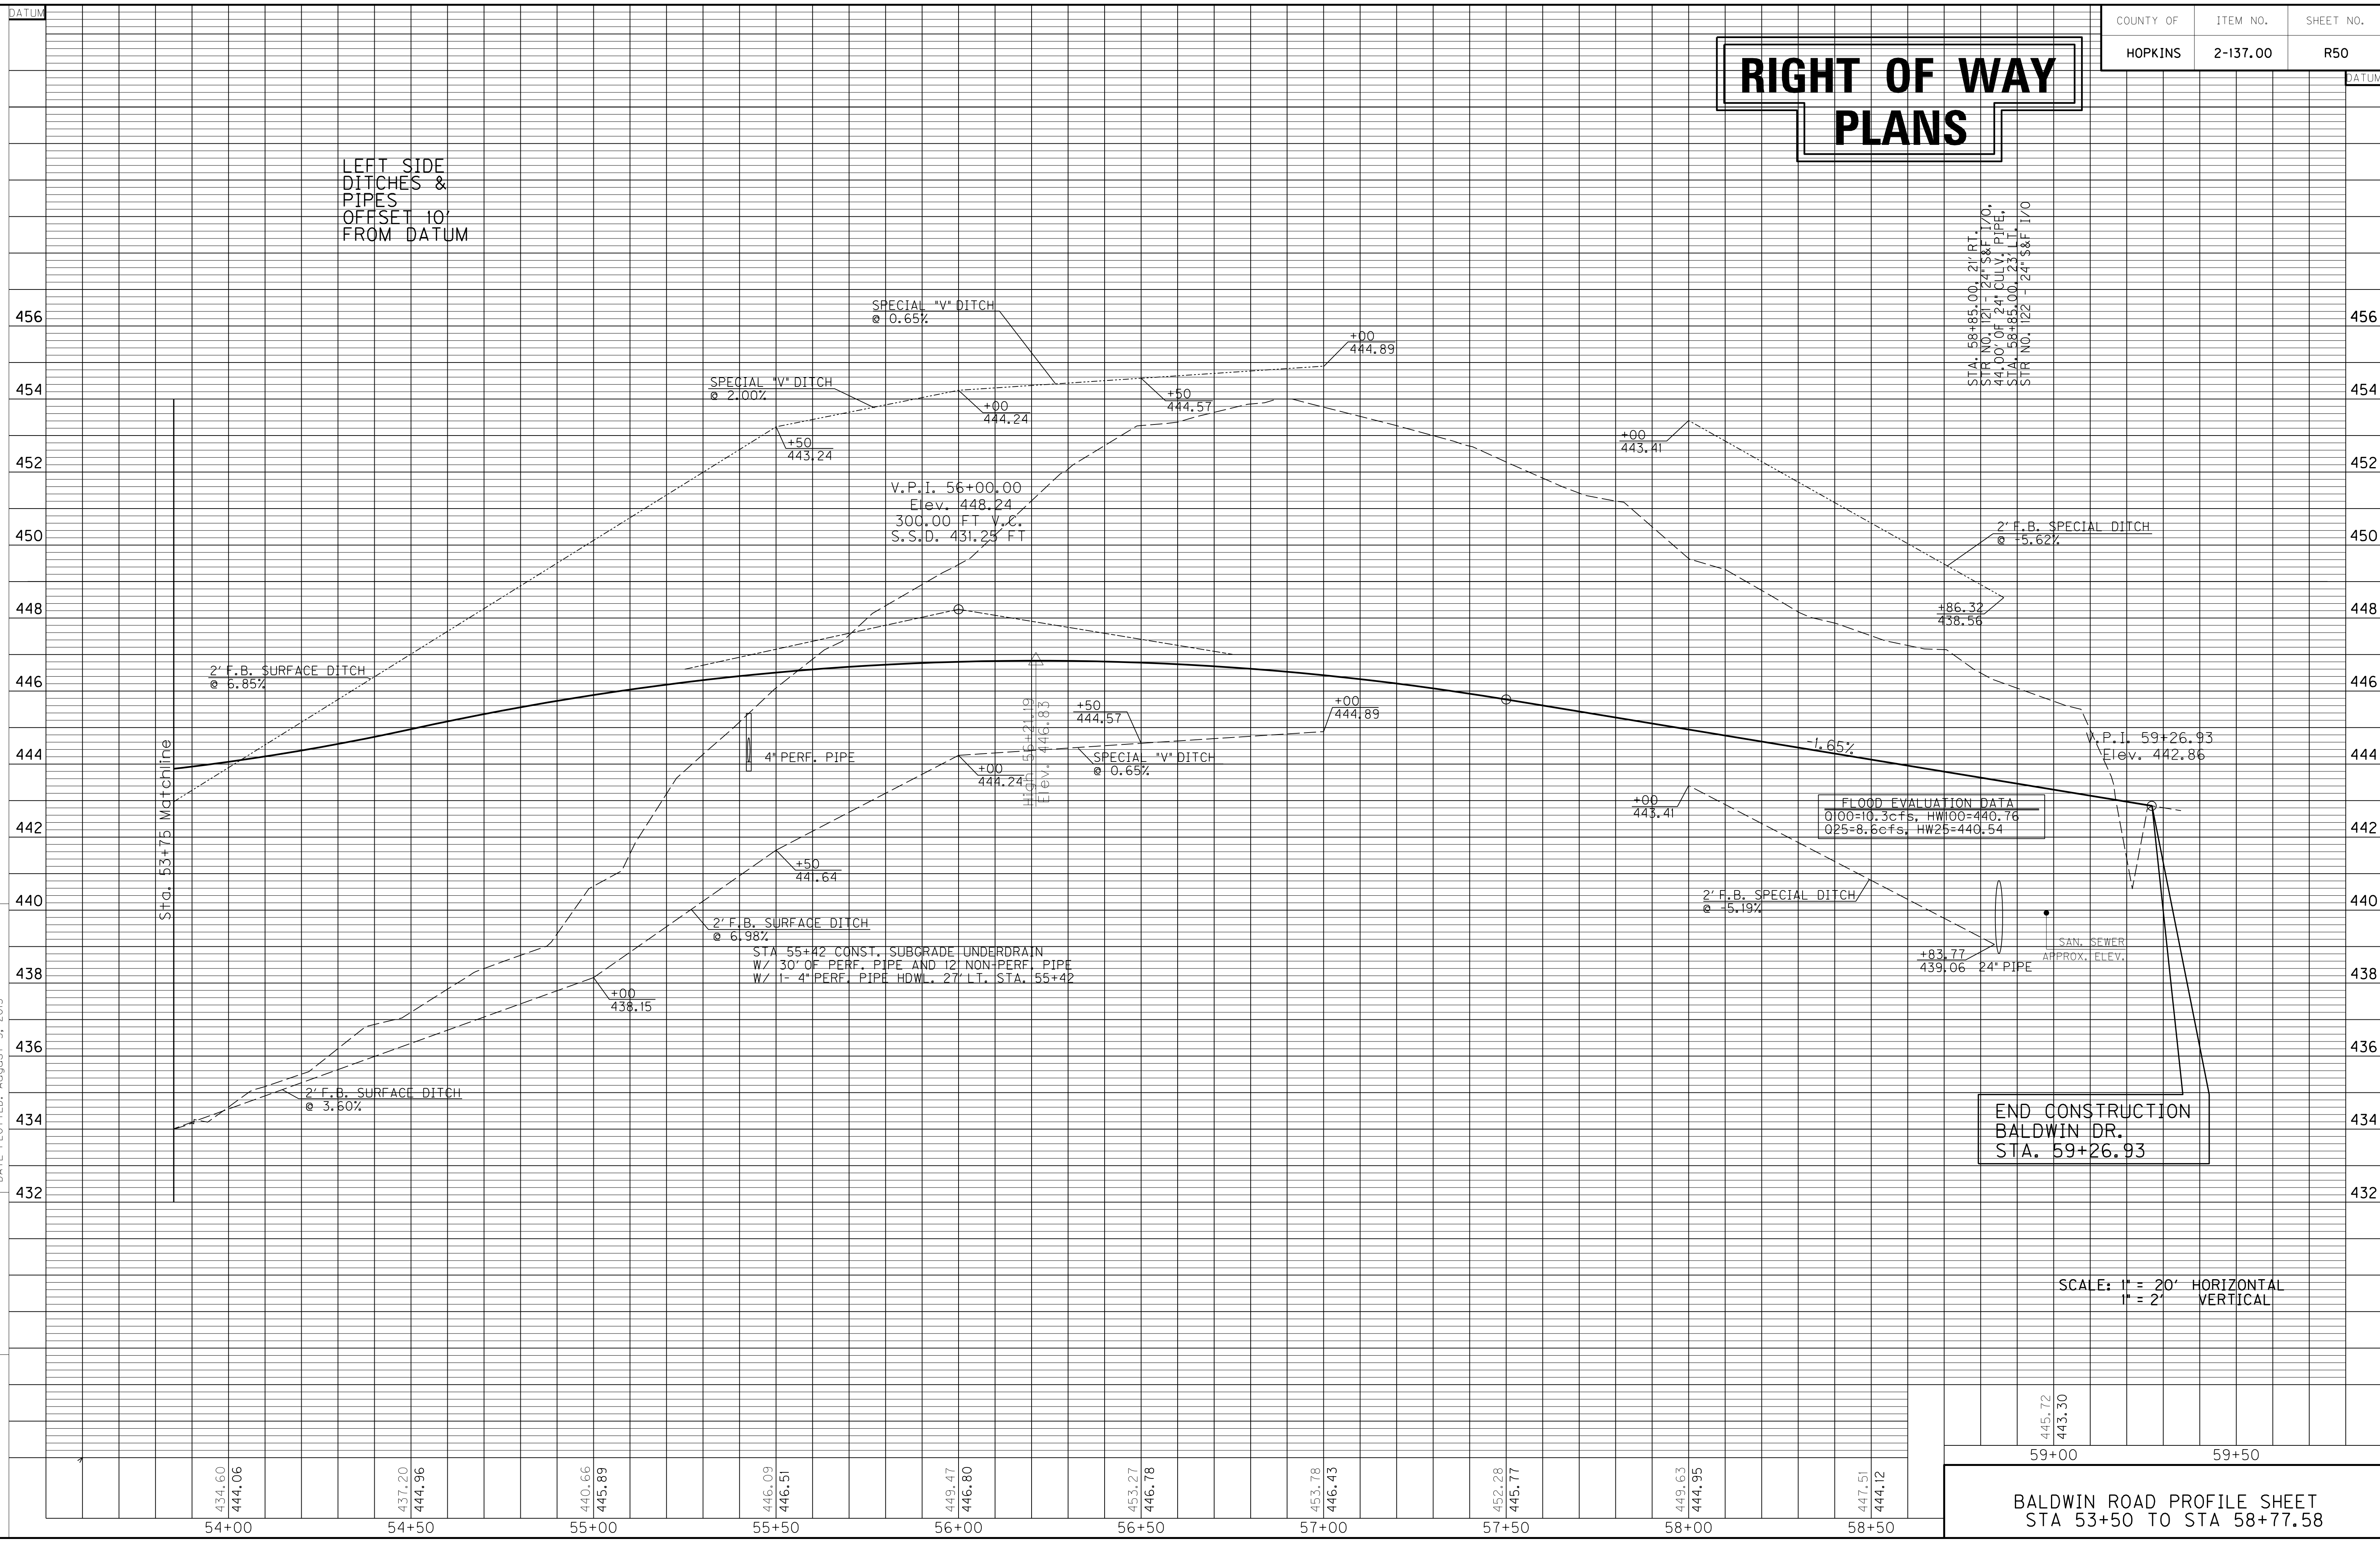 DATUM
COUNTY OF ITEM NO. SHEET NO.
HOPKINS 2-137.00 R50
DATUM
RIGHT OF WAY
PLANS
LEFT SIDE
DITCHES &
PIPES
OFFSET 10'
FROM DATUM
STA. 58+85.00, 21' RT.
STR NO. 121 - 24" S&F I/O,
44.00' OF 24" CULV. PIPE,
STA. 58+85.00, 23' LT.
STR NO. 122 - 24" S&F I/O
456
454
452
450
448
446
444
442
440
438
436
434
432
456
454
452
450
448
446
444
442
440
438
436
434
432
SPECIAL "V" DITCH
@ 0.65%
+00
444.89
SPECIAL "V" DITCH
@ 2.00%
+00
444.24
+50
444.57
+50
443.24
+00
443.41
V.P.I. 56+00.00
Elev. 448.24
300.00 FT V.C.
S.S.D. 431.25 FT
2' F.B. SPECIAL DITCH
@ -5.62%
+86.32
438.56
2' F.B. SURFACE DITCH
@ 6.85%
Sta. 53+75 Matchline
High 55+21.19
Elev. 446.83
+50
444.57
+00
444.89
4" PERF. PIPE
SPECIAL "V" DITCH
@ 0.65%
+00
444.24
-1.65%
V.P.I. 59+26.93
Elev. 442.86
+00
443.41
FLOOD EVALUATION DATA
Q100=10.3cfs, HW100=440.76
Q25=8.6cfs, HW25=440.54
+50
441.64
2' F.B. SPECIAL DITCH
@ -5.19%
2' F.B. SURFACE DITCH
@ 6.98%
STA 55+42 CONST. SUBGRADE UNDERDRAIN
W/ 30' OF PERF. PIPE AND 12' NON-PERF. PIPE
W/ 1- 4" PERF. PIPE HDWL. 27' LT. STA. 55+42
SAN. SEWER
APPROX. ELEV.
+83.77
439.06
24" PIPE
+00
438.15
2' F.B. SURFACE DITCH
@ 3.60%
END CONSTRUCTION
BALDWIN DR.
STA. 59+26.93
SCALE: 1" = 20' HORIZONTAL
1" = 2' VERTICAL
445.72
443.30
59+00 59+50
434.60
444.06
437.20
444.96
440.66
445.89
446.09
446.51
449.47
446.80
453.27
446.78
453.78
446.43
452.28
445.77
449.63
444.95
447.51
444.12
54+00 54+50 55+00 55+50 56+00 56+50 57+00 57+50 58+00 58+50
BALDWIN ROAD PROFILE SHEET
STA 53+50 TO STA 58+77.58